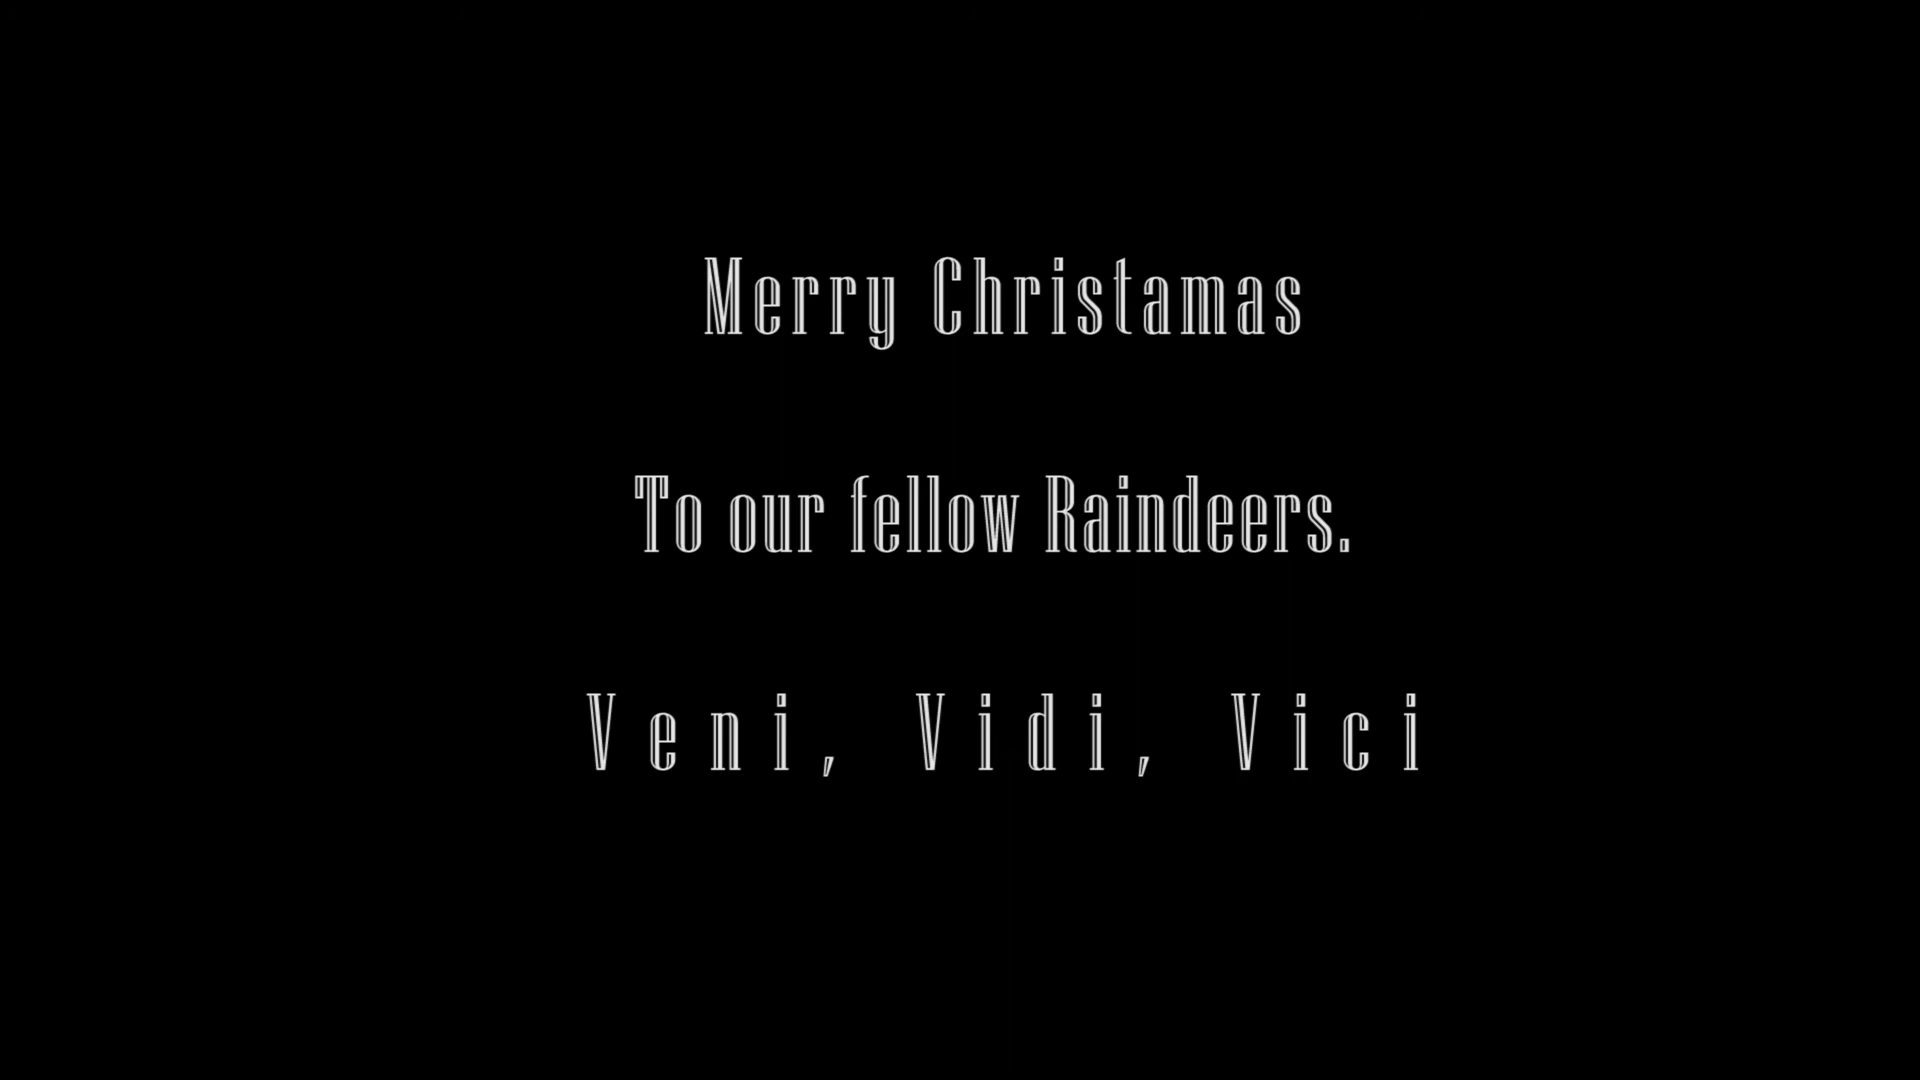 Merry Christamas
To our fellow Raindeers.
Veni, Vidi, Vici